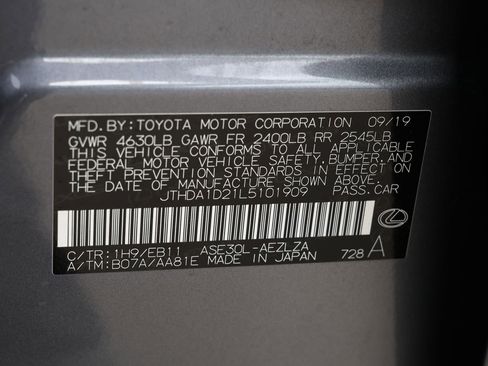 MFD. BY: TOYOTA MOTOR CORPORATION 09/19
GVWR 4630LB GAWR FR 2400LB RR 2545LB
THIS VEHICLE CONFORMS TO ALL APPLICABLE
FEDERAL MOTOR VEHICLE SAFETY, BUMPER, AND
THEFT PREVENTION STANDARDS IN EFFECT ON
THE DATE OF MANUFACTURE SHOWN ABOVE.
JTHDA1D21L5101909 PASS. CAR
C/TR: 1H9/EB11 ASE30L-AEZLZA
A/TM: B07A/AA81E MADE IN JAPAN 728 A